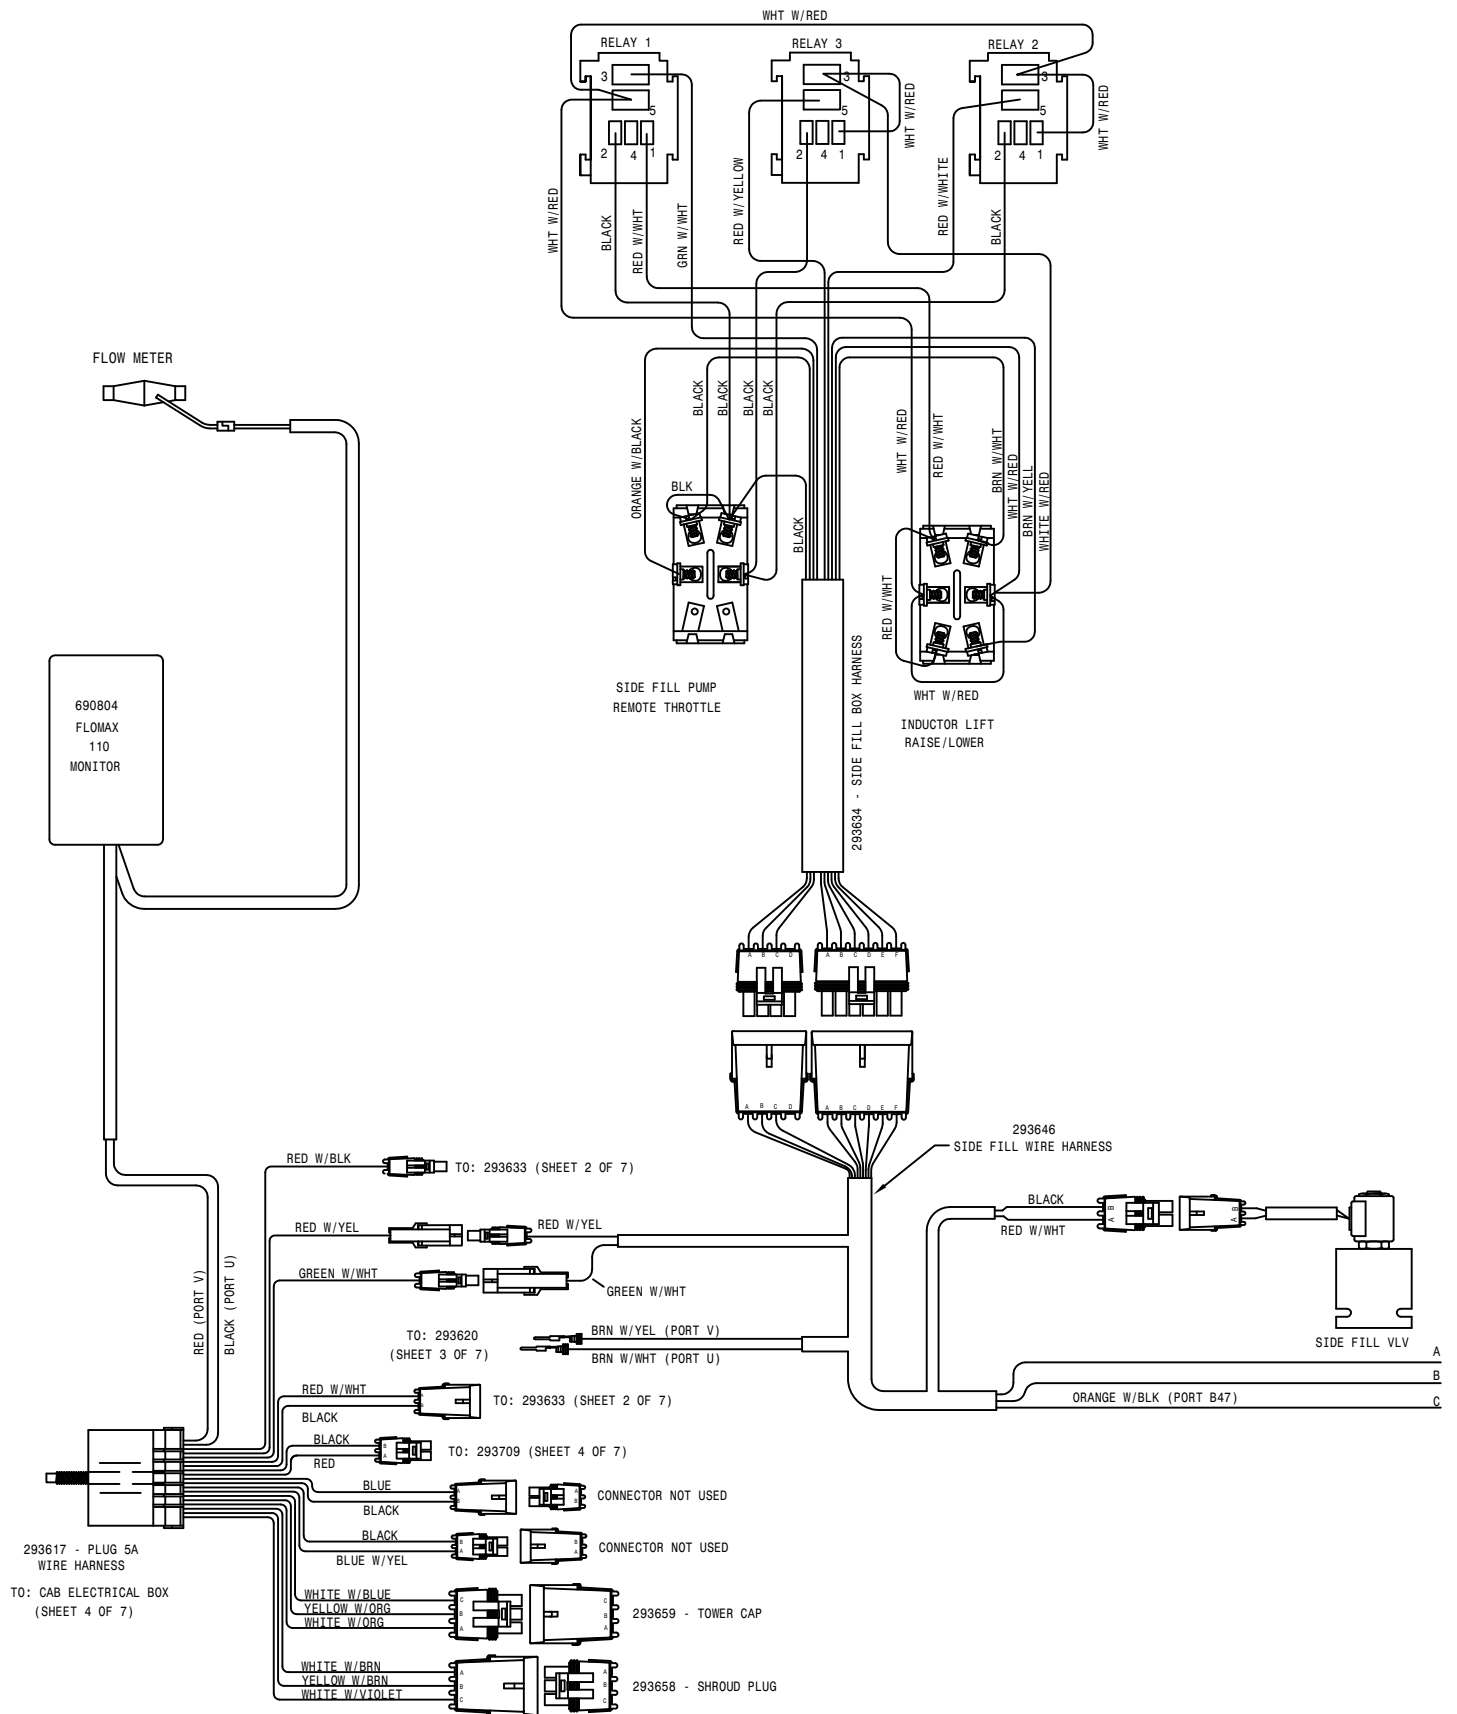 WHT W/RED
RELAY 1
RELAY 3
RELAY 2
3
5
2
4
1
3
5
2
4
1
3
5
2
4
1
WHT W/RED
WHT W/RED
WHT W/RED
BLACK
RED W/WHT
GRN W/WHT
RED W/YELLOW
RED W/WHITE
BLACK
FLOW METER
ORANGE W/BLACK
BLACK
BLACK
BLACK
BLACK
BLK
BLACK
WHT W/RED
RED W/WHT
BRN W/WHT
WHT W/RED
BRN W/YELL
WHITE W/RED
RED W/WHT
WHT W/RED
SIDE FILL PUMP
REMOTE THROTTLE
INDUCTOR LIFT
RAISE/LOWER
690804
FLOMAX
110
MONITOR
293634 - SIDE FILL BOX HARNESS
A B C D
A B C D E F
A B C D
A B C D E F
293646
SIDE FILL WIRE HARNESS
RED W/BLK
TO: 293633 (SHEET 2 OF 7)
RED W/YEL
RED W/YEL
GREEN W/WHT
GREEN W/WHT
BLACK
RED W/WHT
B
A
B
A
SIDE FILL VLV
RED (PORT V)
BLACK (PORT U)
TO: 293620
(SHEET 3 OF 7)
BRN W/YEL (PORT V)
BRN W/WHT (PORT U)
A
B
C
ORANGE W/BLK (PORT B47)
RED W/WHT
BLACK
A
B
TO: 293633 (SHEET 2 OF 7)
BLACK
RED
B
A
TO: 293709 (SHEET 4 OF 7)
BLUE
BLACK
A
B
A
B
CONNECTOR NOT USED
BLACK
BLUE W/YEL
B
A
B
A
CONNECTOR NOT USED
293617 - PLUG 5A
WIRE HARNESS
TO: CAB ELECTRICAL BOX
(SHEET 4 OF 7)
WHITE W/BLUE
YELLOW W/ORG
WHITE W/ORG
C
B
A
C
B
A
293659 - TOWER CAP
WHITE W/BRN
YELLOW W/BRN
WHITE W/VIOLET
A
B
C
A
B
C
293658 - SHROUD PLUG